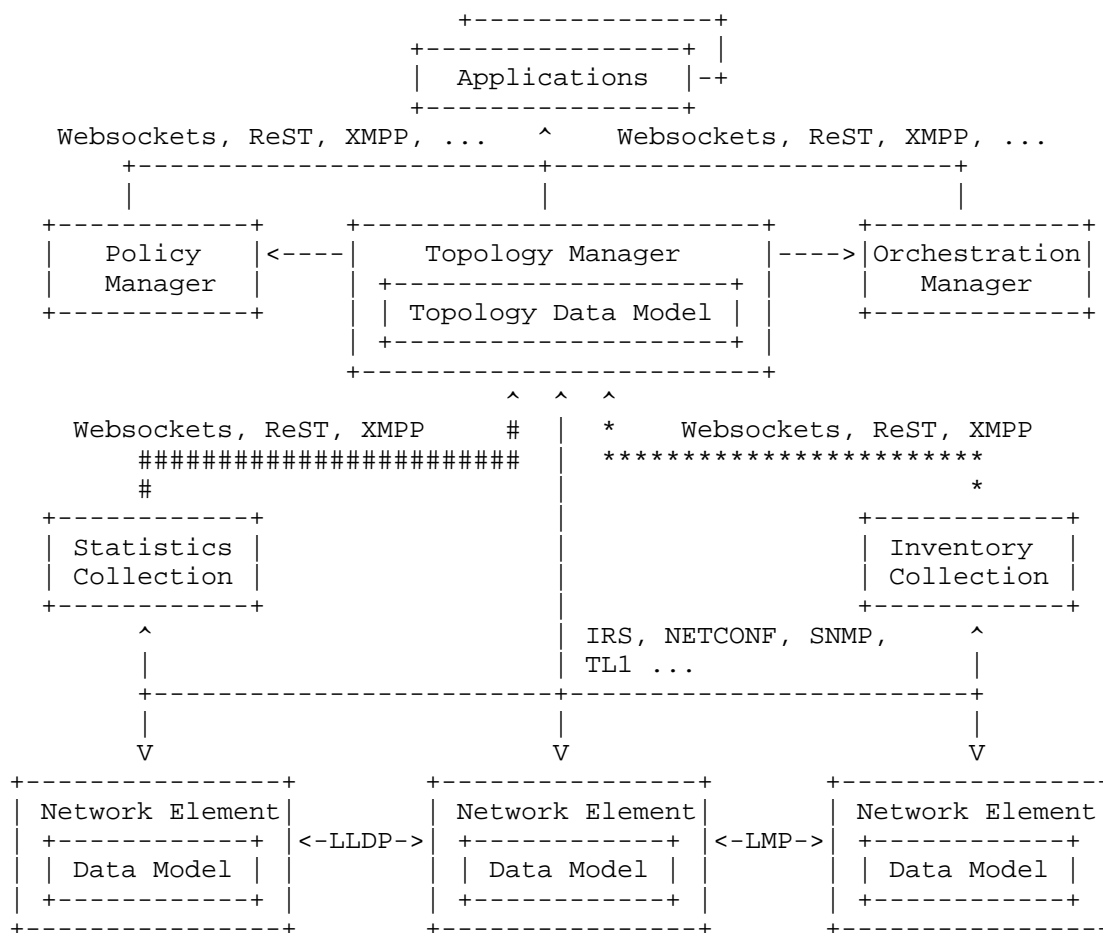 Applications
Websockets, ReST, XMPP, ... Websockets, ReST, XMPP, ...
Policy Topology Manager Orchestration
Manager Manager
Topology Data Model
Websockets, ReST, XMPP # * Websockets, ReST, XMPP
######################## ************************
# *
Statistics Inventory
Collection Collection
IRS, NETCONF, SNMP,
TL1 ...
V V V
Network Element Network Element Network Element
<-LLDP-> <-LMP->
Data Model Data Model Data Model